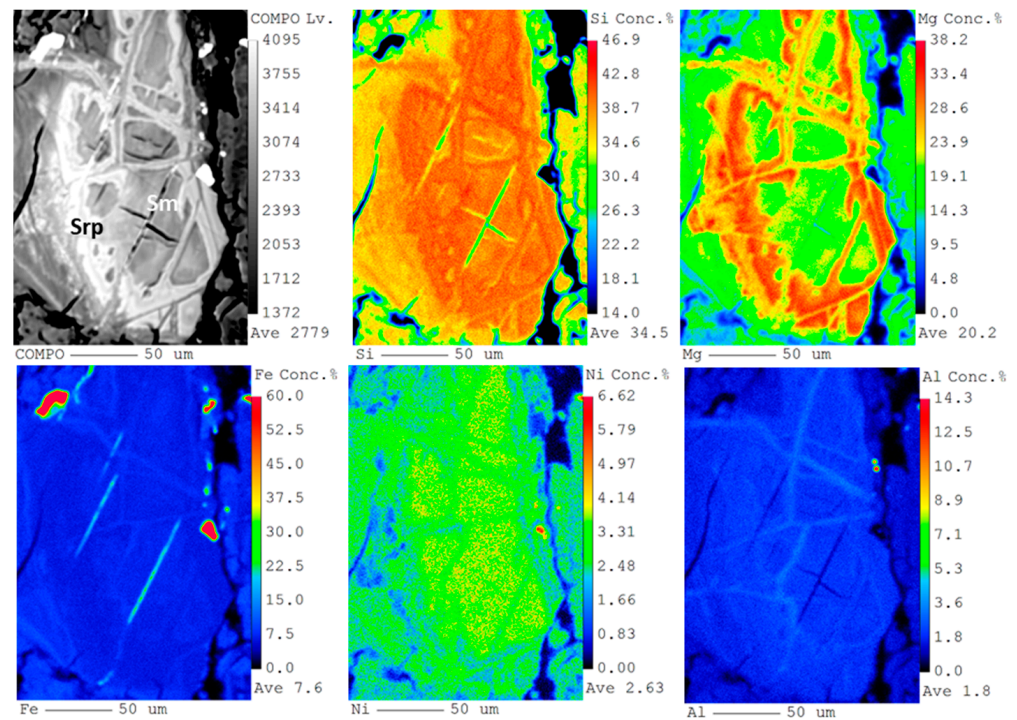 COMPO Lv.
4095
3755
3414
3074
2733
2393
2053
1712
1372
Ave 2779
Srp
Sm
COMPO 50 um
Si Conc.%
46.9
42.8
38.7
34.6
30.4
26.3
22.2
18.1
14.0
Ave 34.5
Si 50 um
Mg Conc.%
38.2
33.4
28.6
23.9
19.1
14.3
9.5
4.8
0.0
Ave 20.2
Mg 50 um
Fe Conc.%
60.0
52.5
45.0
37.5
30.0
22.5
15.0
7.5
0.0
Ave 7.6
Fe 50 um
Ni Conc.%
6.62
5.79
4.97
4.14
3.31
2.48
1.66
0.83
0.00
Ave 2.63
Ni 50 um
Al Conc.%
14.3
12.5
10.7
8.9
7.1
5.3
3.6
1.8
0.0
Ave 1.8
Al 50 um